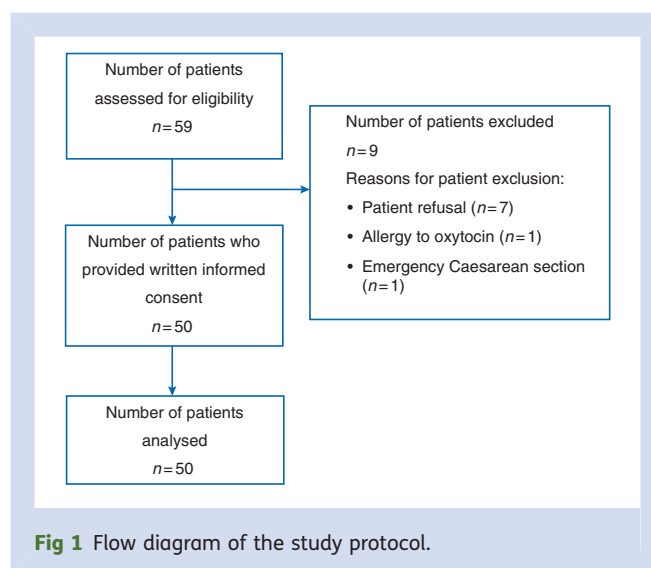 Number of patients
assessed for eligibility
n=59
Number of patients excluded
n=9
Reasons for patient exclusion:
• Patient refusal (n=7)
• Allergy to oxytocin (n=1)
• Emergency Caesarean section
(n=1)
Number of patients who
provided written informed
consent
n=50
Number of patients
analysed
n=50
Fig 1 Flow diagram of the study protocol.